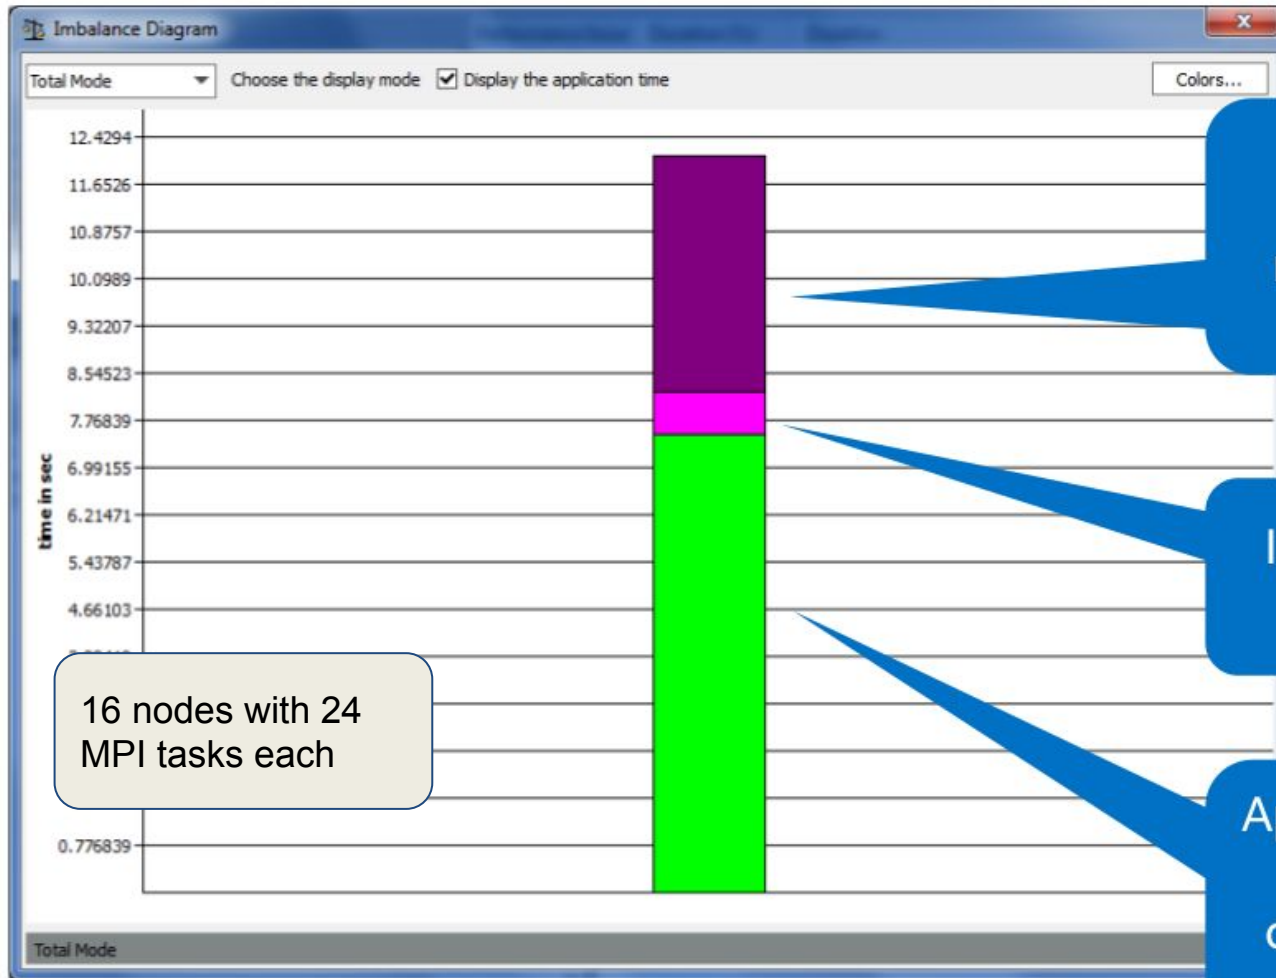 Imbalance Diagram
Total Mode Choose the display mode Display the application time Colors...
12.4294
11.6526
10.8757
10.0989
9.32207
8.54523
7.76839
6.99155
6.21471
5.43787
4.66103
0.776839
time in sec
16 nodes with 24
MPI tasks each
Total Mode